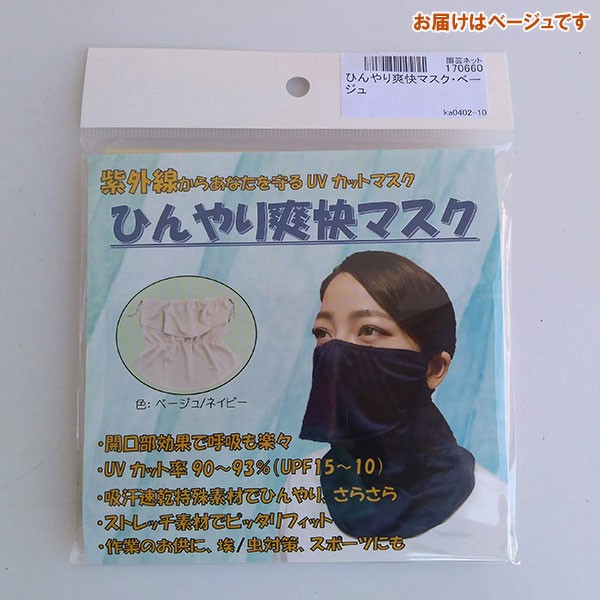 お届けはベージュです
園芸ネット
170660
ひんやり爽快マスク・ベー
ジュ
ka0402-10
紫外線からあなたを守るUVカットマスク
ひんやり爽快マスク
色: ベージュ/ネイビー
・開口部効果で呼吸も楽々
・UVカット率90～93%(UPF15～10)
・吸汗速乾特殊素材でひんやり、さらさら
・ストレッチ素材でピッタリフィット
・作業のお供に、埃/虫対策、スポーツにも